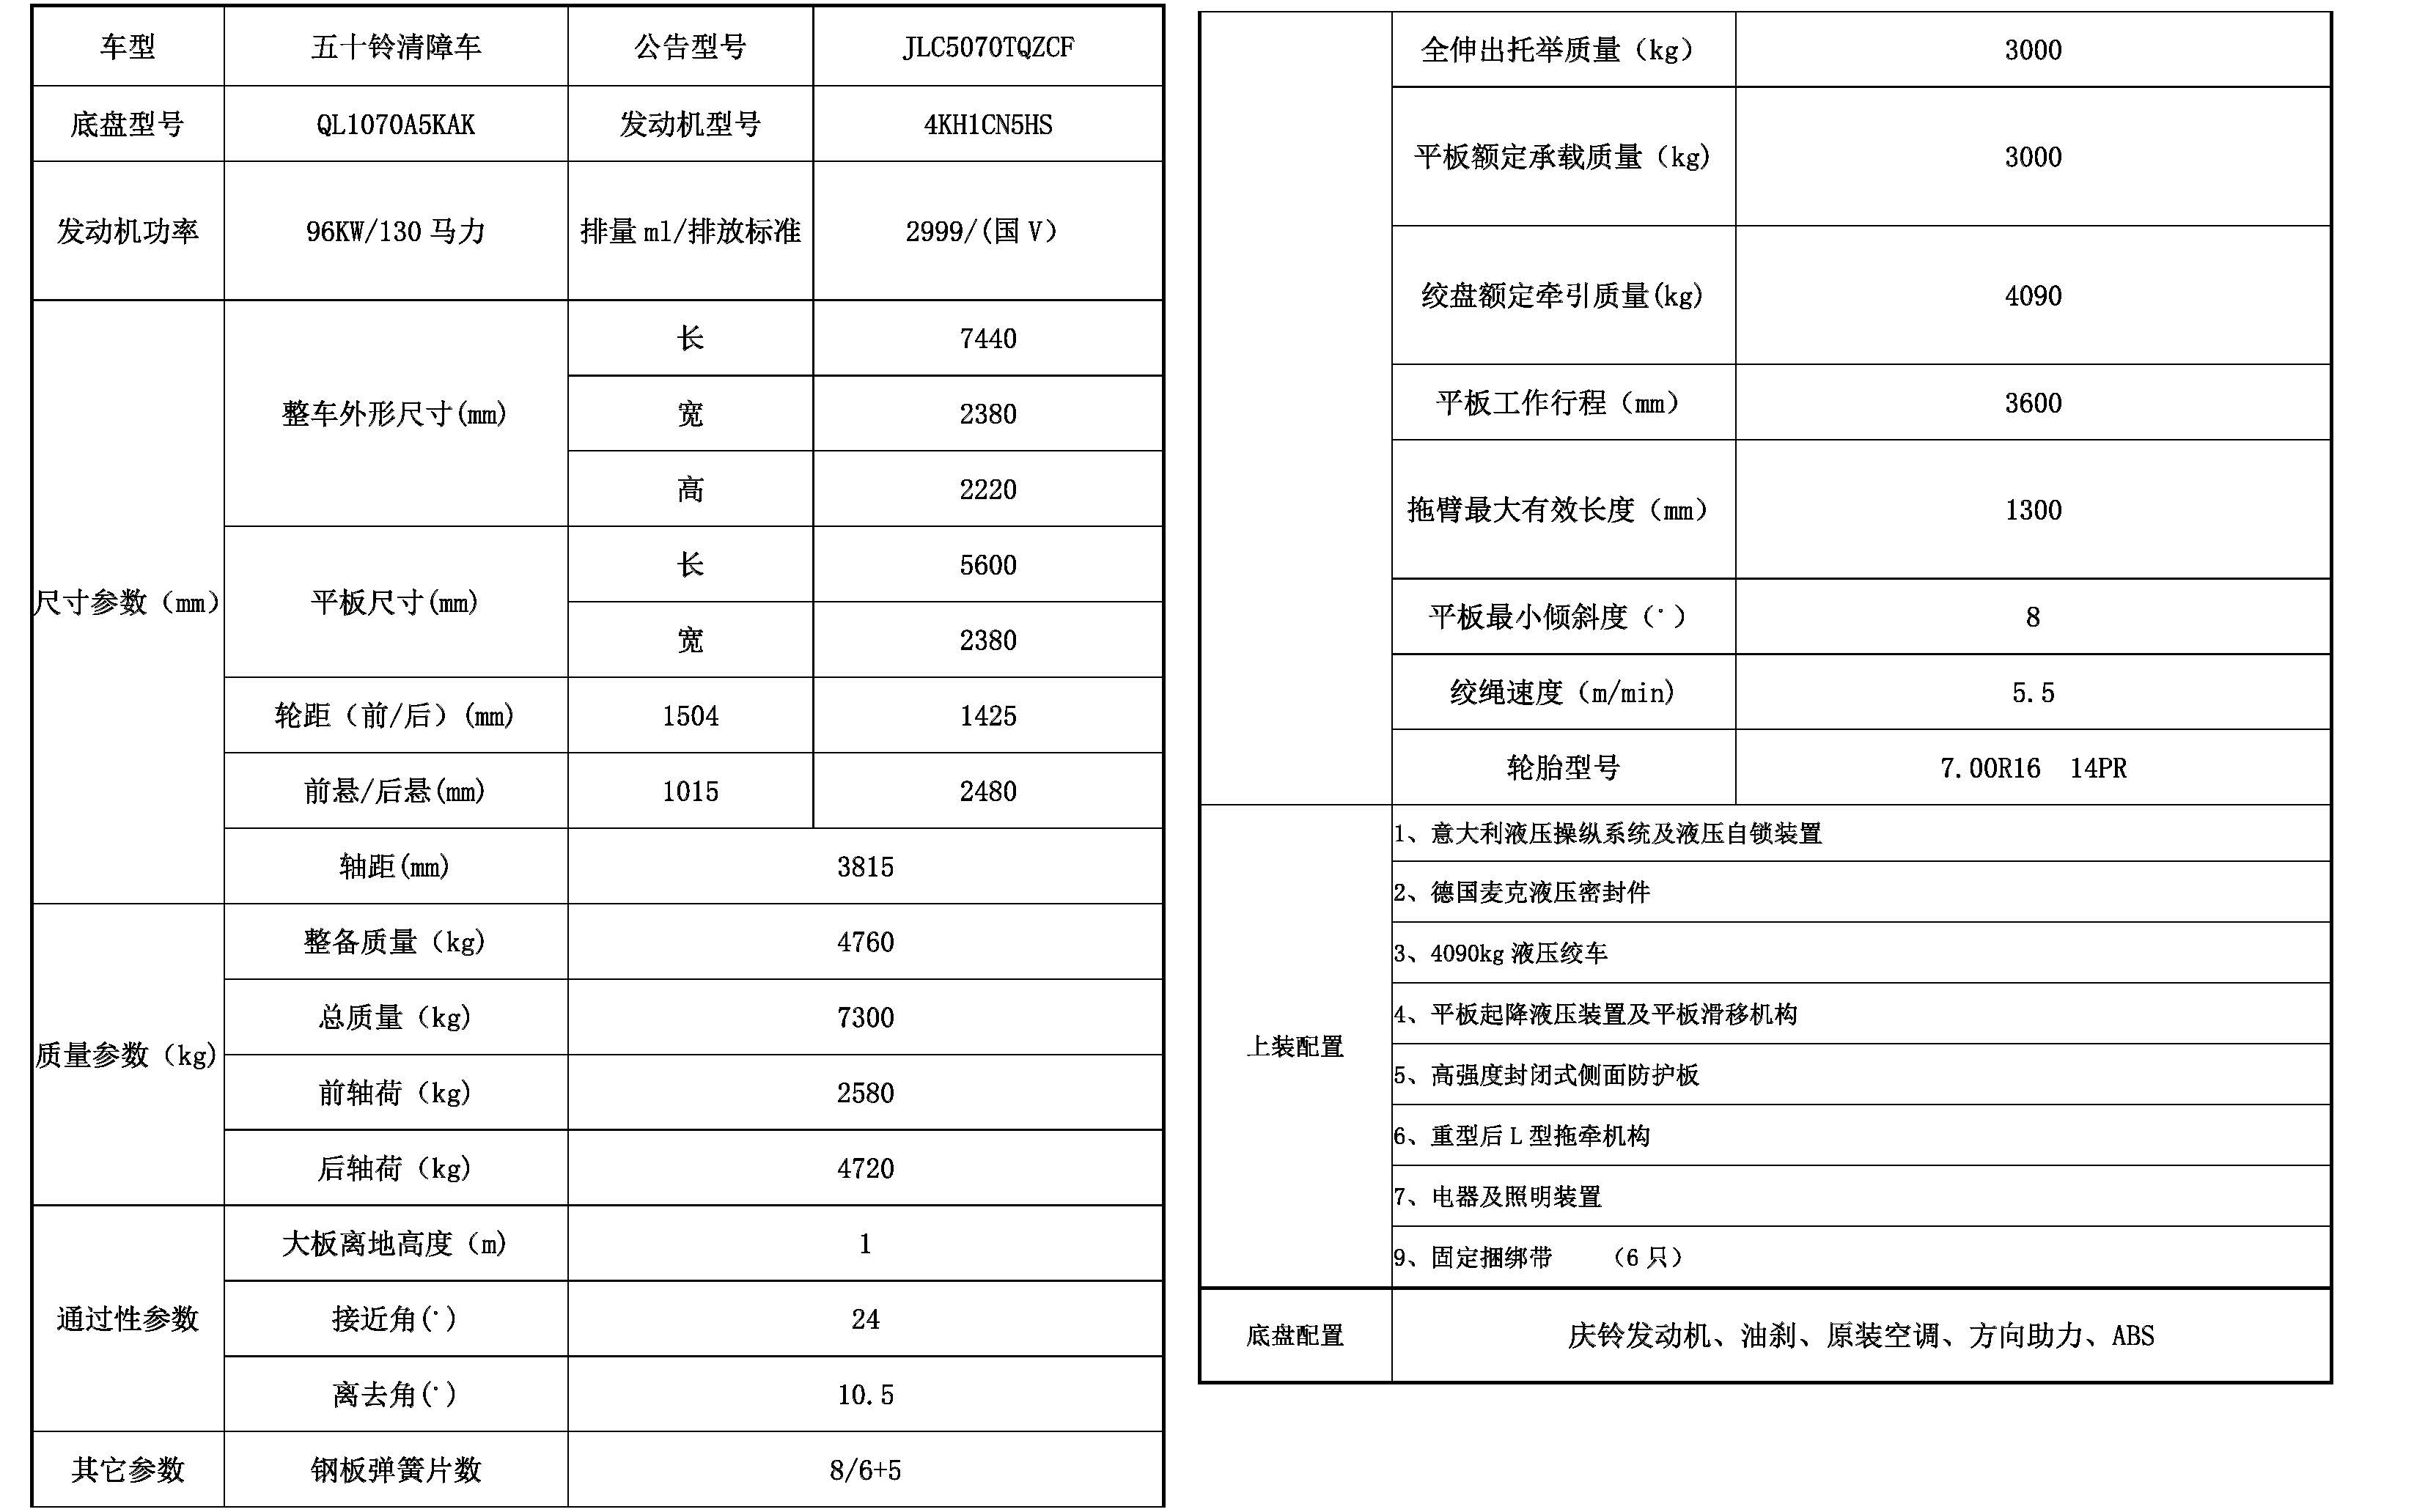 车型 五十铃清障车 公告型号 JLC5070TQZCF
底盘型号 QL1070A5KAK 发动机型号 4KH1CN5HS
发动机功率 96KW/130马力 排量ml/排放标准 2999/(国V）
尺寸参数（mm） 整车外形尺寸(mm) 长 7440
宽 2380
高 2220
平板尺寸(mm) 长 5600
宽 2380
轮距（前/后）(mm) 1504 1425
前悬/后悬(mm) 1015 2480
轴距(mm) 3815
质量参数（kg) 整备质量（kg) 4760
总质量（kg) 7300
前轴荷（kg) 2580
后轴荷（kg) 4720
通过性参数 大板离地高度（m) 1
接近角(°) 24
离去角(°) 10.5
其它参数 钢板弹簧片数 8/6+5
全伸出托举质量（kg） 3000
平板额定承载质量（kg) 3000
绞盘额定牵引质量(kg) 4090
平板工作行程（mm） 3600
拖臂最大有效长度（mm） 1300
平板最小倾斜度（°） 8
绞绳速度（m/min) 5.5
轮胎型号 7.00R16 14PR
上装配置 1、意大利液压操纵系统及液压自锁装置
2、德国麦克液压密封件
3、4090kg液压绞车
4、平板起降液压装置及平板滑移机构
5、高强度封闭式侧面防护板
6、重型后L型拖牵机构
7、电器及照明装置
9、固定捆绑带 （6只）
底盘配置 庆铃发动机、油刹、原装空调、方向助力、ABS